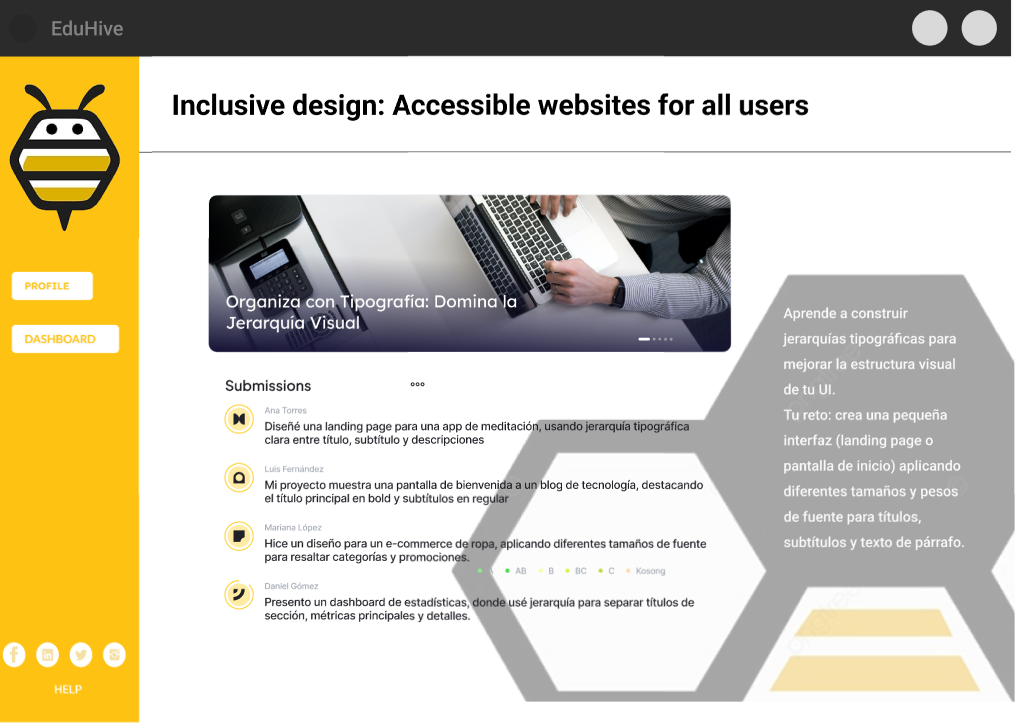 EduHive
Inclusive design: Accessible websites for all users
PROFILE
DASHBOARD
HELP
Organiza con Tipografía: Domina la
Jerarquía Visual
Submissions
Ana Torres
Diseñé una landing page para una app de meditación, usando jerarquía tipográfica
clara entre título, subtítulo y descripciones
Luis Fernández
Mi proyecto muestra una pantalla de bienvenida a un blog de tecnología, destacando
el título principal en bold y subtítulos en regular
Mariana López
Hice un diseño para un e-commerce de ropa, aplicando diferentes tamaños de fuente
para resaltar categorías y promociones.
AB B BC C Kosong
Daniel Gómez
Presento un dashboard de estadísticas, donde usé jerarquía para separar títulos de
sección, métricas principales y detalles.
Aprende a construir
jerarquías tipográficas para
mejorar la estructura visual
de tu UI.
Tu reto: crea una pequeña
interfaz (landing page o
pantalla de inicio) aplicando
diferentes tamaños y pesos
de fuente para títulos,
subtítulos y texto de párrafo.